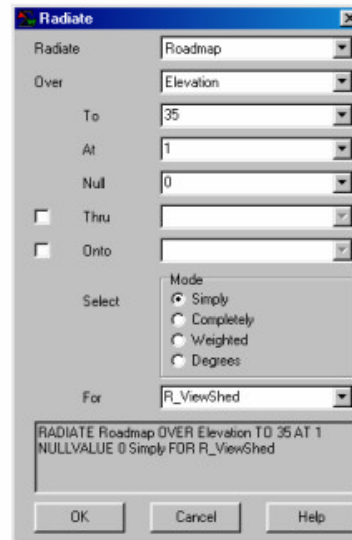 Radiate
Radiate Roadmap
Over Elevation
To 35
At 1
Null 0
Thru
Onto
Mode
Select Simply
Completely
Weighted
Degrees
For R_ViewShed
RADIATE Roadmap OVER Elevation TO 35 AT 1
NULLVALUE 0 Simply FOR R_ViewShed
OK Cancel Help